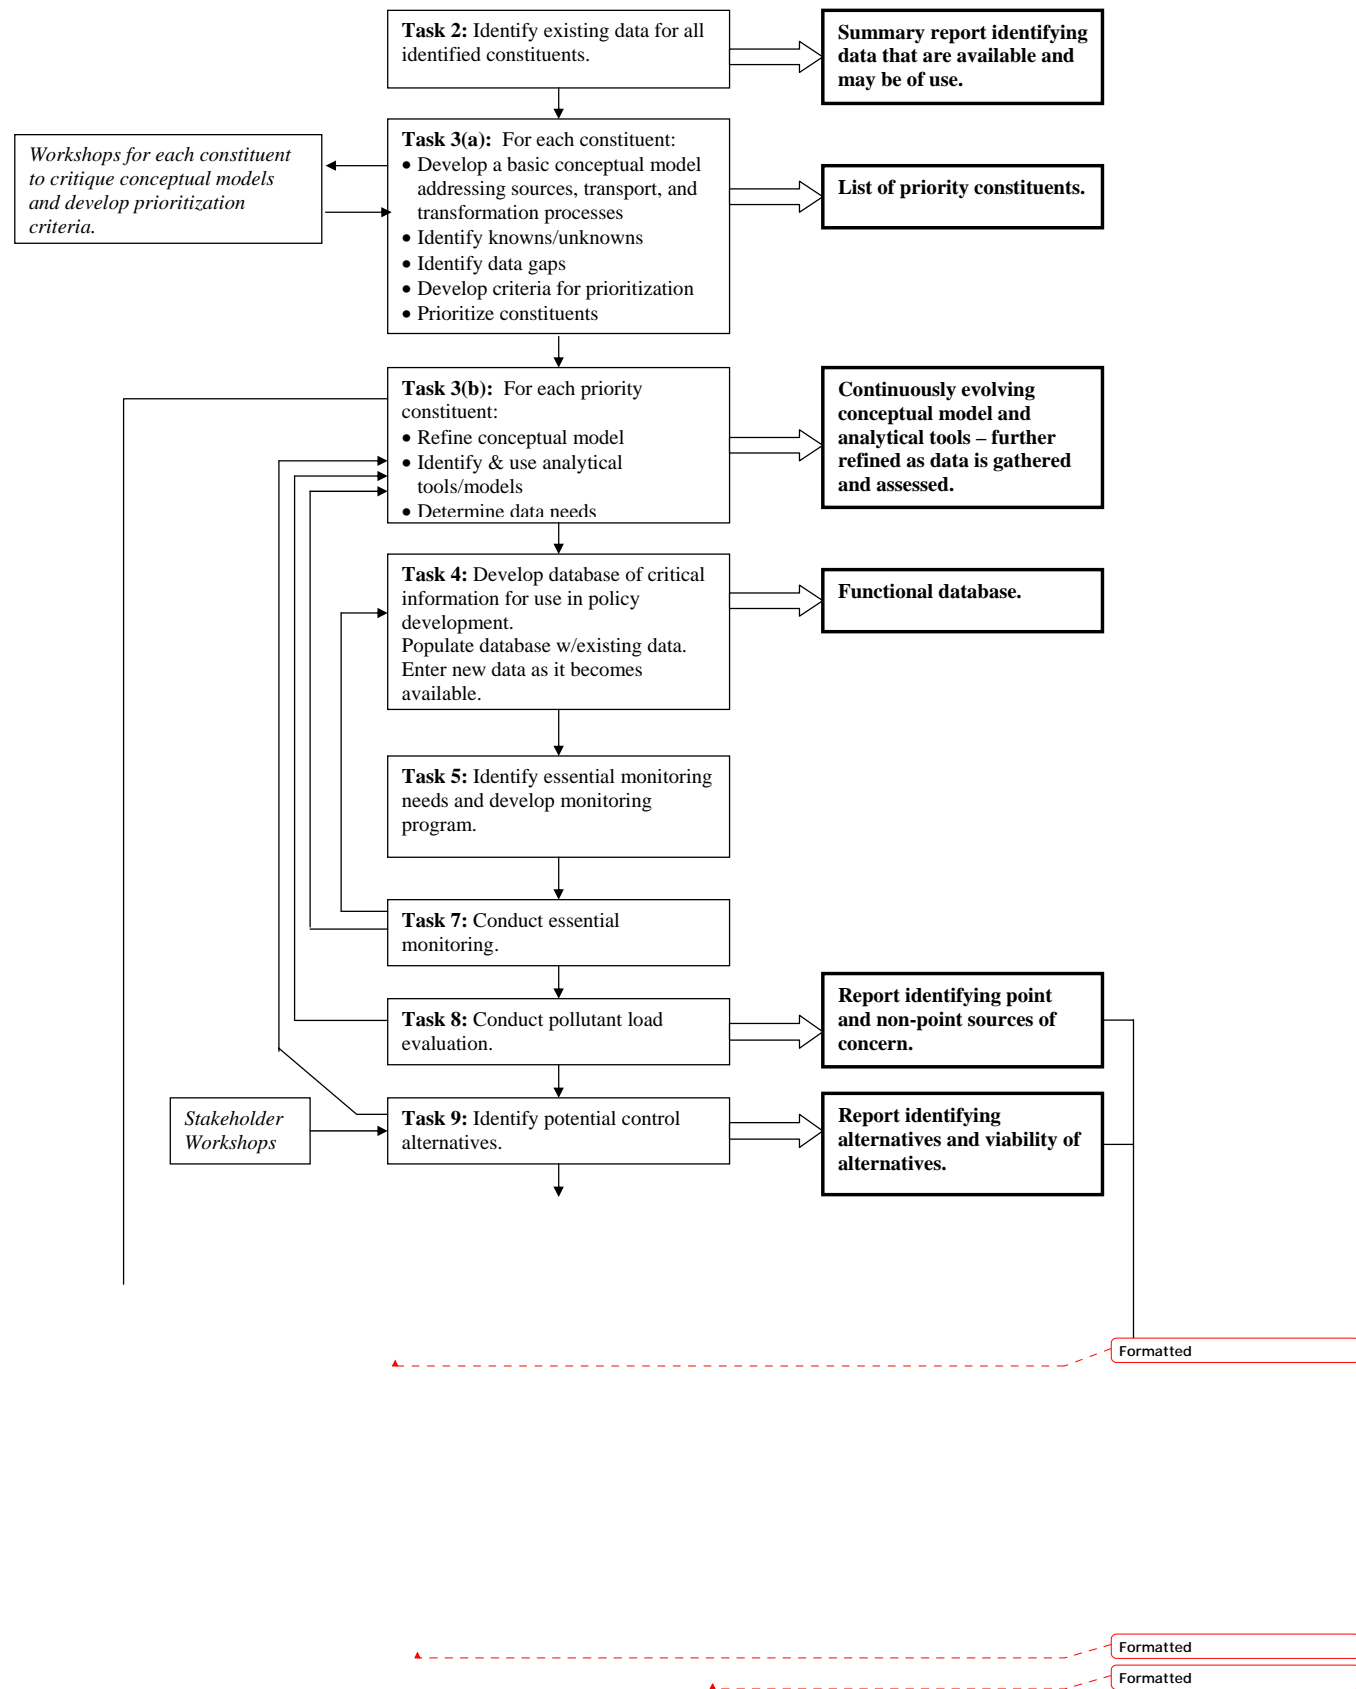 Task 2: Identify existing data for all
identified constituents.
Summary report identifying
data that are available and
may be of use.
Workshops for each constituent
to critique conceptual models
and develop prioritization
criteria.
Task 3(a):  For each constituent:
• Develop a basic conceptual model
addressing sources, transport, and
transformation processes
• Identify knowns/unknowns
• Identify data gaps
• Develop criteria for prioritization
• Prioritize constituents
List of priority constituents.
Task 3(b):  For each priority
constituent:
• Refine conceptual model
• Identify & use analytical
tools/models
• Determine data needs
Continuously evolving
conceptual model and
analytical tools – further
refined as data is gathered
and assessed.
Task 4: Develop database of critical
information for use in policy
development.
Populate database w/existing data.
Enter new data as it becomes
available.
Functional database.
Task 5: Identify essential monitoring
needs and develop monitoring
program.
Task 7: Conduct essential
monitoring.
Task 8: Conduct pollutant load
evaluation.
Report identifying point
and non-point sources of
concern.
Stakeholder
Workshops
Task 9: Identify potential control
alternatives.
Report identifying
alternatives and viability of
alternatives.
Formatted
Formatted
Formatted